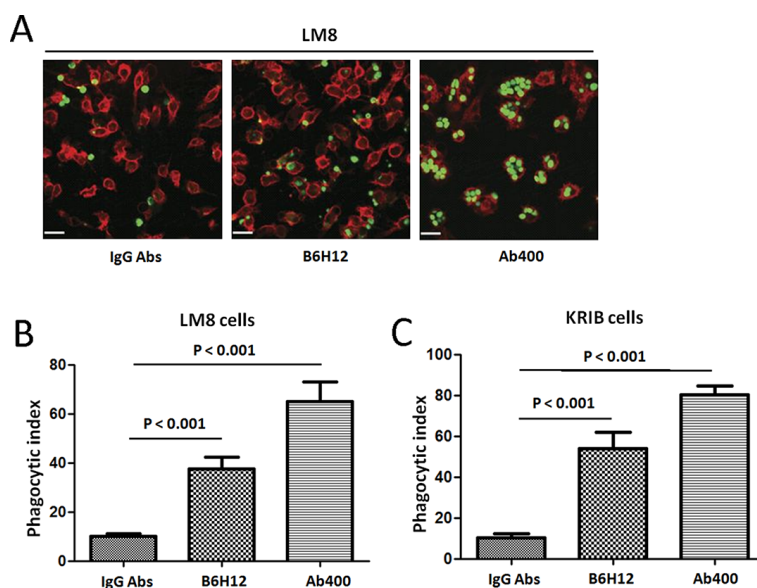 A
LM8
IgG Abs B6H12 Ab400
B
LM8 cells
Phagocytic index
80
60
40
20
0
P < 0.001
P < 0.001
IgG Abs B6H12 Ab400
C
KRIB cells
Phagocytic index
100
80
60
40
20
0
P < 0.001
P < 0.001
IgG Abs B6H12 Ab400